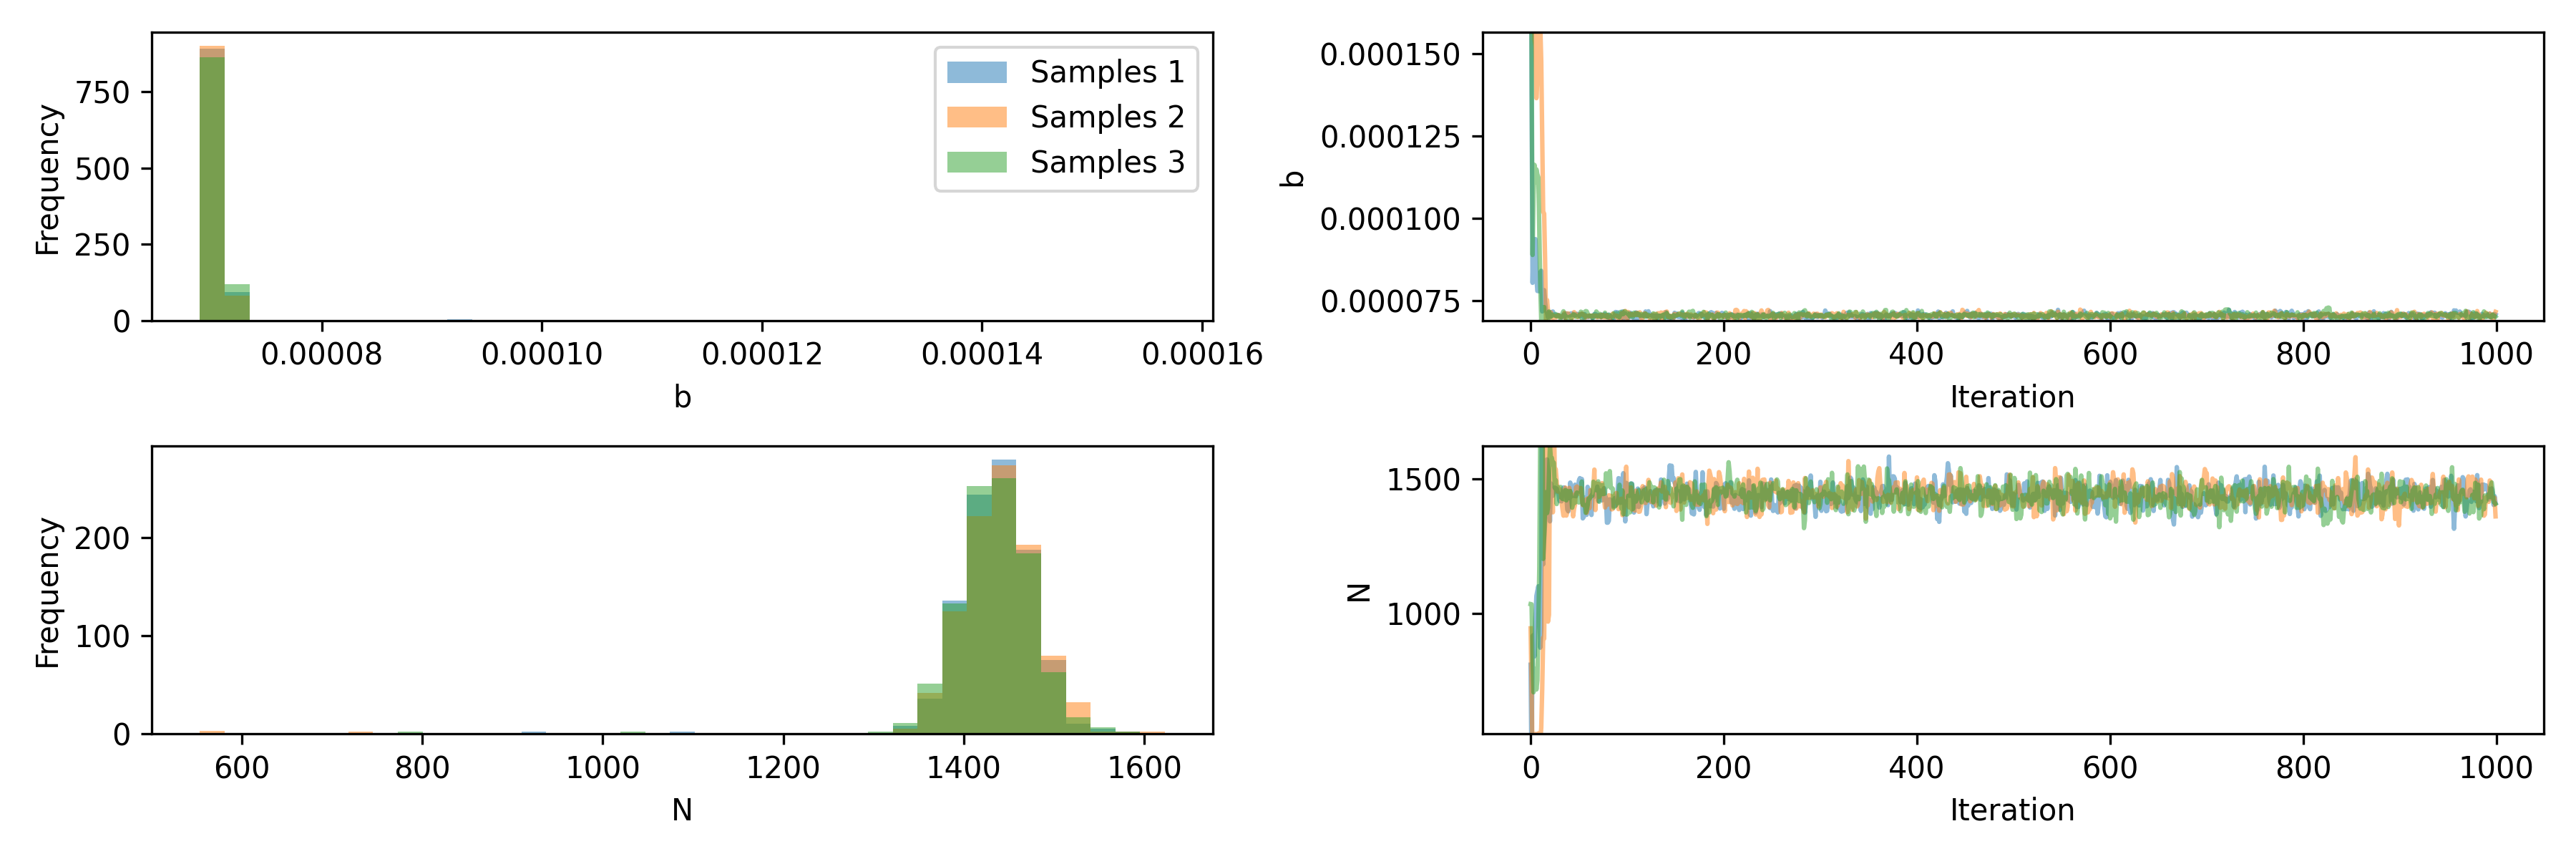 Frequency
750
500
250
0
0.00008 0.00010 0.00012 0.00014 0.00016
b
Samples 1
Samples 2
Samples 3
b
0.000150
0.000125
0.000100
0.000075
0 200 400 600 800 1000
Iteration
Frequency
200
100
0
600 800 1000 1200 1400 1600
N
N
1500
1000
0 200 400 600 800 1000
Iteration